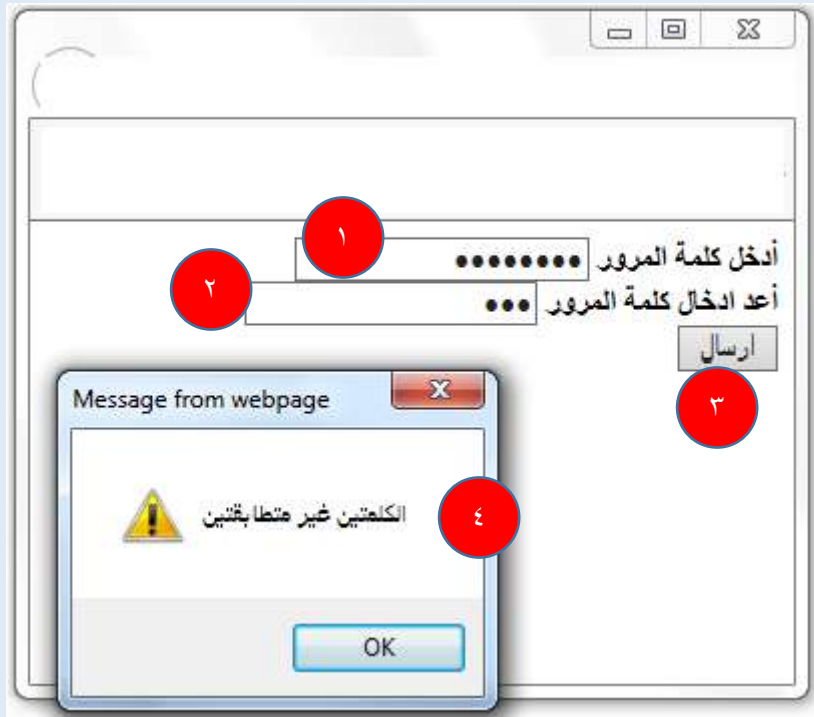 ١
أدخل كلمة المرور ●●●●●●●●
٢
أعد ادخال كلمة المرور ●●●
ارسال
٣
Message from webpage
الكلمتين غير متطابقتين
٤
OK